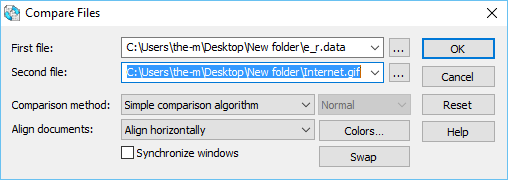 Compare Files
First file: C:\Users\the-m\Desktop\New folder\e_r.data ... OK
Second file: C:\Users\the-m\Desktop\New folder\Internet.gif ... Cancel
Comparison method: Simple comparison algorithm Normal Reset
Align documents: Align horizontally Colors... Help
Synchronize windows Swap